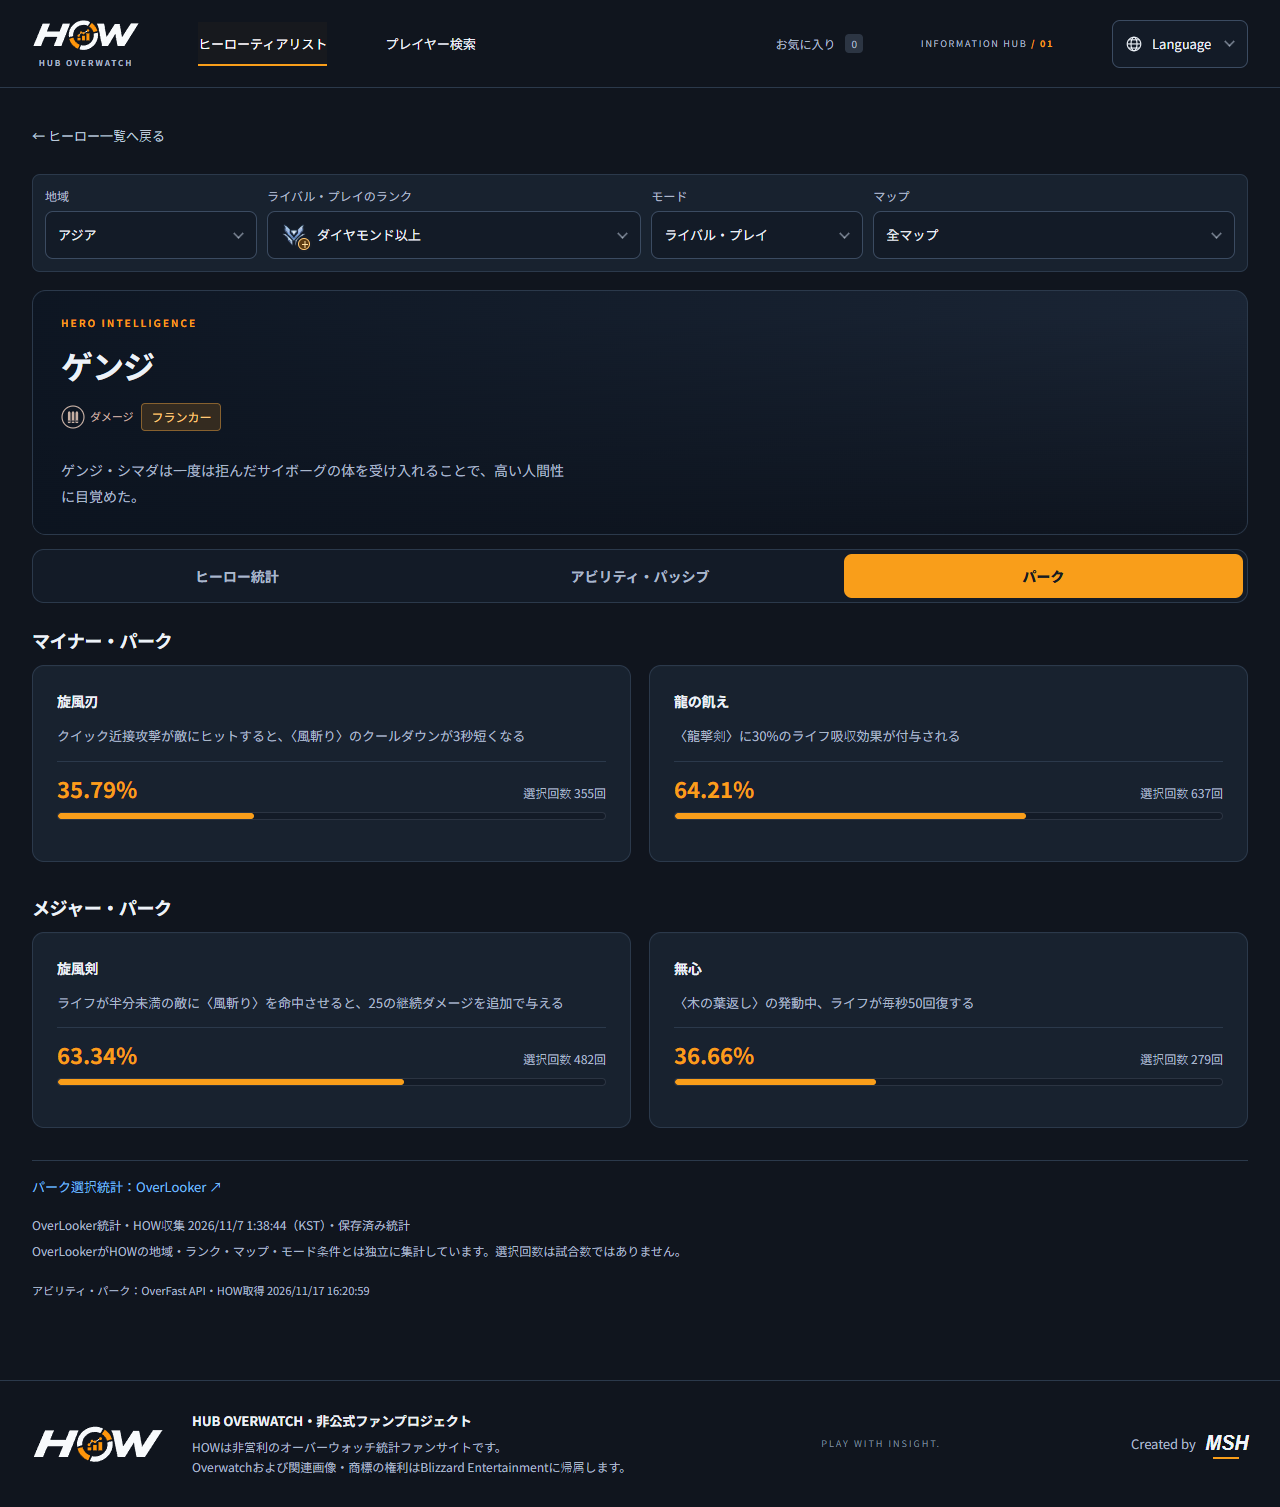 HOW
HUB OVERWATCH
ヒーローティアリスト
プレイヤー検索
お気に入り 0
INFORMATION HUB / 01
Language
← ヒーロー一覧へ戻る
地域
ライバル・プレイのランク
モード
マップ
アジア
ダイヤモンド以上
ライバル・プレイ
全マップ
HERO INTELLIGENCE
ゲンジ
ダメージ
フランカー
ゲンジ・シマダは一度は拒んだサイボーグの体を受け入れることで、高い人間性
に目覚めた。
ヒーロー統計
アビリティ・パッシブ
パーク
マイナー・パーク
旋風刃
クイック近接攻撃が敵にヒットすると、〈風斬り〉のクールダウンが3秒短くなる
35.79%
選択回数 355回
龍の飢え
〈龍撃剣〉に30%のライフ吸収効果が付与される
64.21%
選択回数 637回
メジャー・パーク
旋風剣
ライフが半分未満の敵に〈風斬り〉を命中させると、25の継続ダメージを追加で与える
63.34%
選択回数 482回
無心
〈木の葉返し〉の発動中、ライフが毎秒50回復する
36.66%
選択回数 279回
パーク選択統計：OverLooker ↗
OverLooker統計・HOW収集 2026/11/7 1:38:44（KST）・保存済み統計
OverLookerがHOWの地域・ランク・マップ・モード条件とは独立に集計しています。選択回数は試合数ではありません。
アビリティ・パーク：OverFast API・HOW取得 2026/11/17 16:20:59
HOW
HUB OVERWATCH・非公式ファンプロジェクト
HOWは非営利のオーバーウォッチ統計ファンサイトです。
Overwatchおよび関連画像・商標の権利はBlizzard Entertainmentに帰属します。
PLAY WITH INSIGHT.
Created by MSH